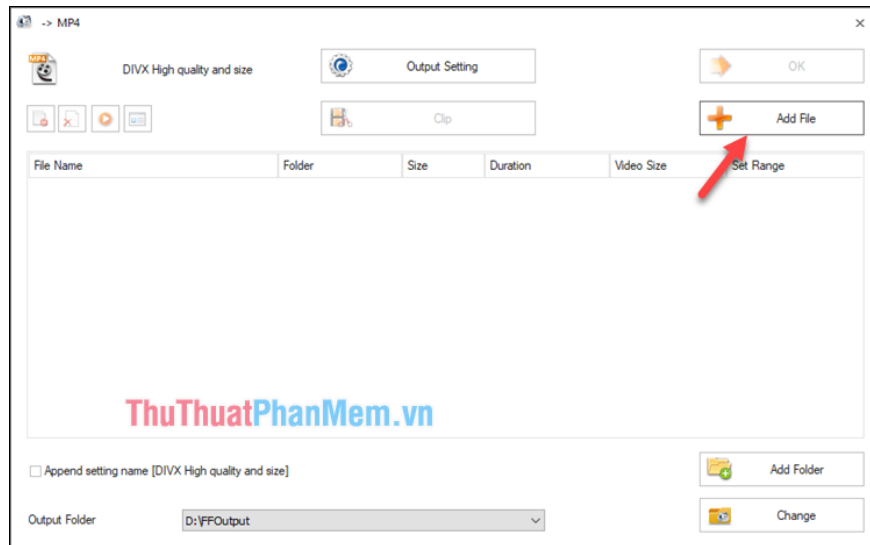 -> MP4
MP4
DIVX High quality and size
Output Setting
OK
Clip
Add File
File Name Folder Size Duration Video Size Set Range
ThuThuatPhanMem.vn
Append setting name [DIVX High quality and size]
Add Folder
Output Folder
D:\FFOutput
Change